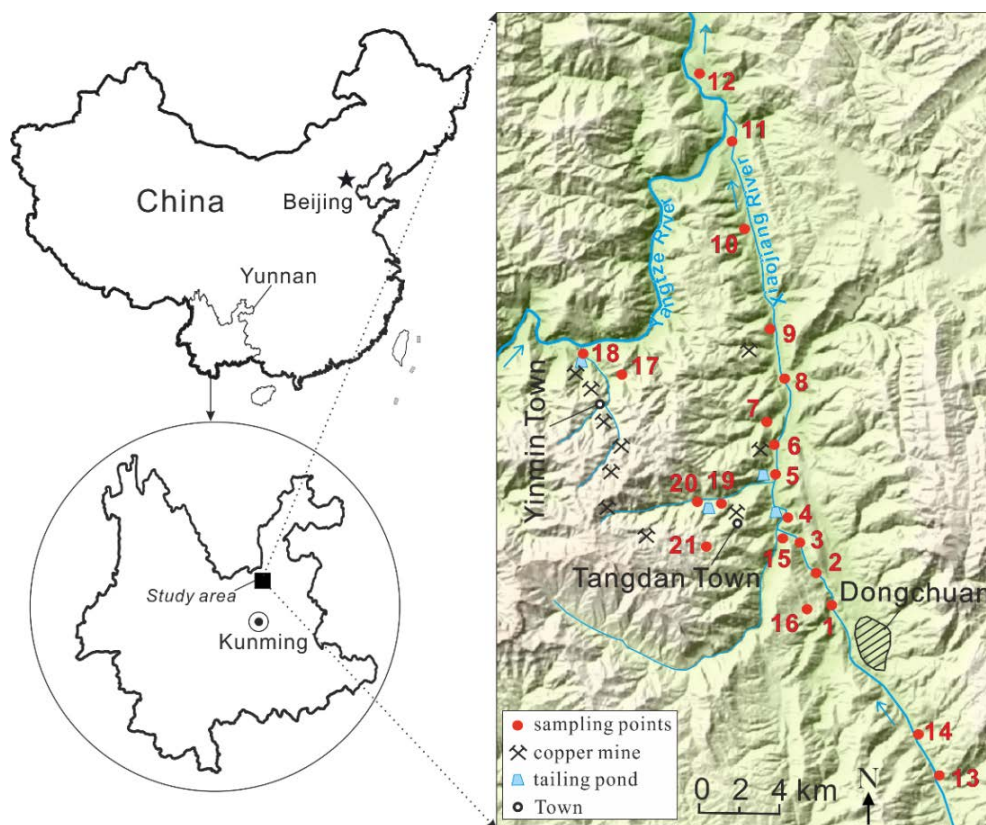 China
Beijing
Yunnan
Study area
Kunming
12
11
Xiaojiang River
10
Yangtze River
9
18
17
8
7
Yinmin Town
6
5
20
19
4
3
21
15
2
Tangdan Town
Dongchuan
16
1
14
13
sampling points
copper mine
tailing pond
Town
0 2 4 km
N